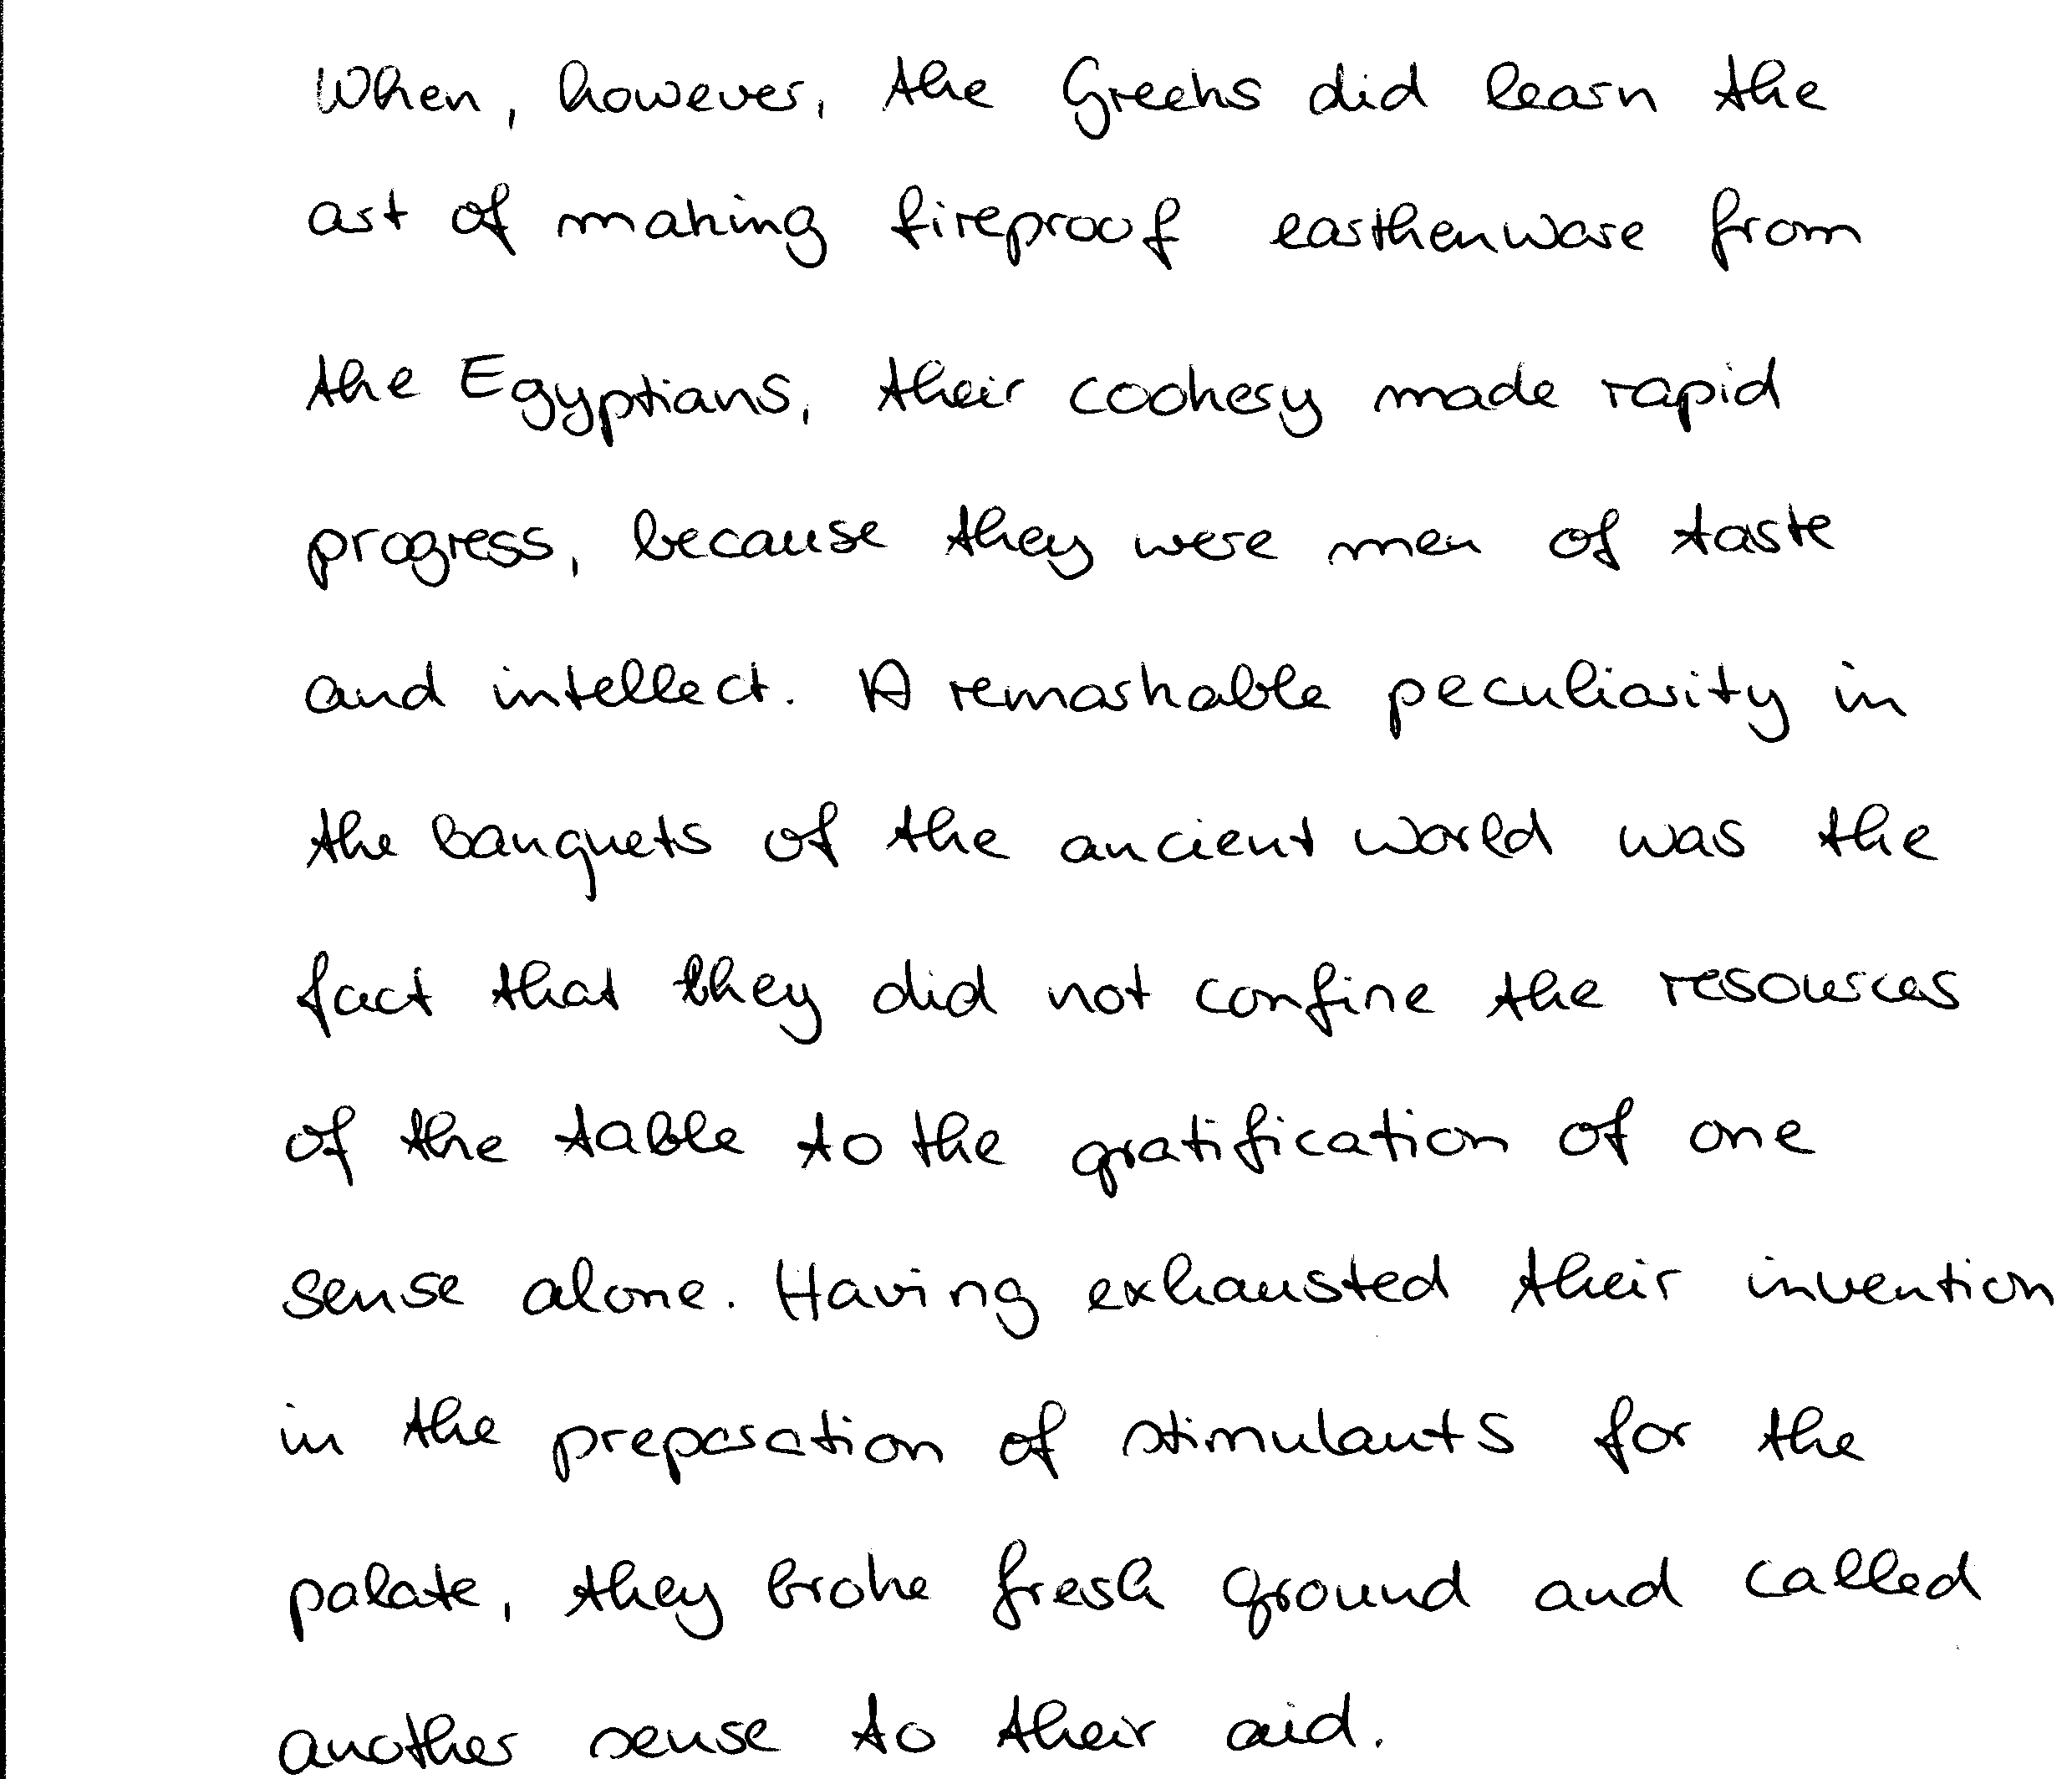 When, however, the Greeks did learn the
art of making fireproof earthenware from
the Egyptians, their cookery made rapid
progress, because they were men of taste
and intellect. A remarkable peculiarity in
the banquets of the ancient world was the
fact that they did not confine the resources
of the table to the gratification of one
sense alone. Having exhausted their invention
in the preparation of stimulants for the
palate, they broke fresh ground and called
another sense to their aid.